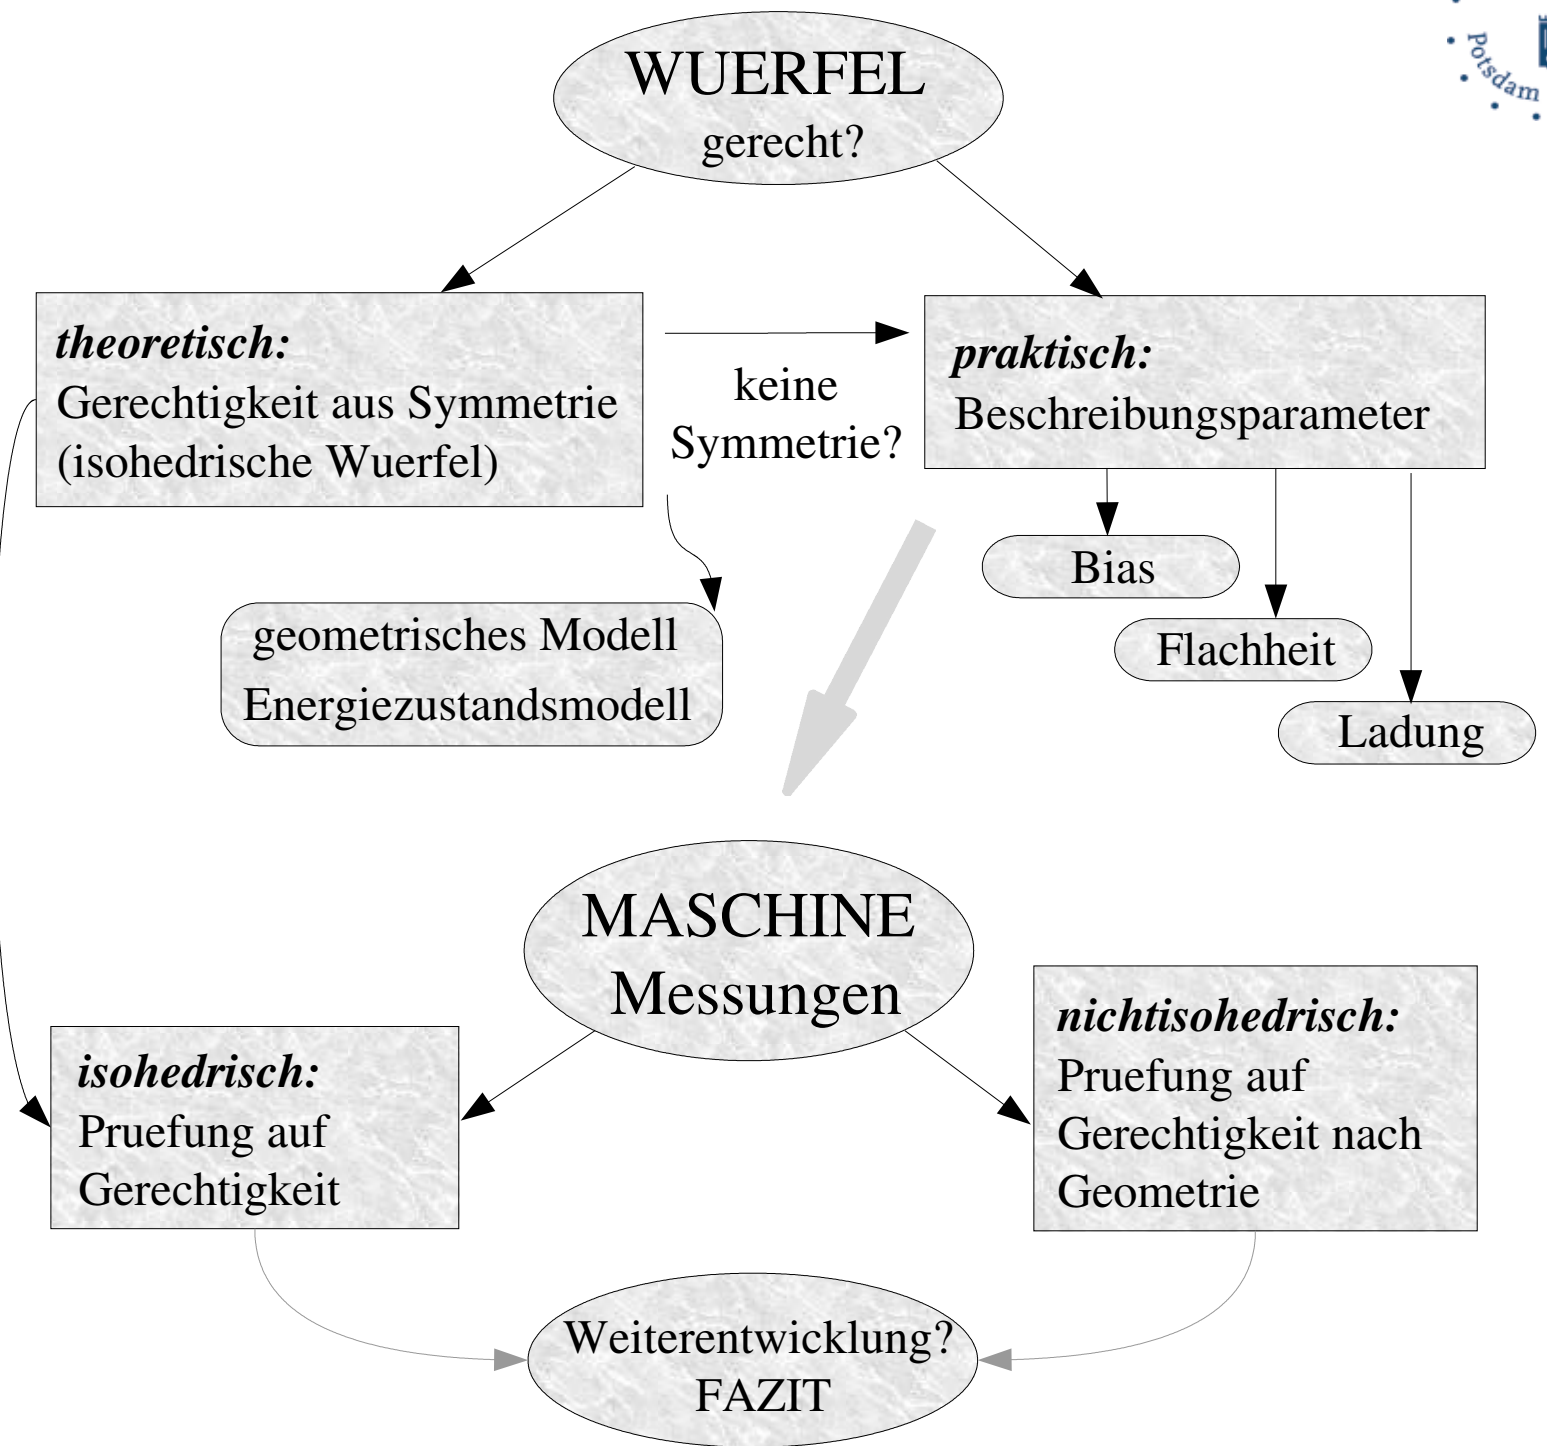 WUERFEL
gerecht?
Potsdam
theoretisch:
Gerechtigkeit aus Symmetrie
(isohedrische Wuerfel)
keine
Symmetrie?
praktisch:
Beschreibungsparameter
Bias
Flachheit
Ladung
geometrisches Modell
Energiezustandsmodell
MASCHINE
Messungen
isohedrisch:
Pruefung auf
Gerechtigkeit
nichtisohedrisch:
Pruefung auf
Gerechtigkeit nach
Geometrie
Weiterentwicklung?
FAZIT